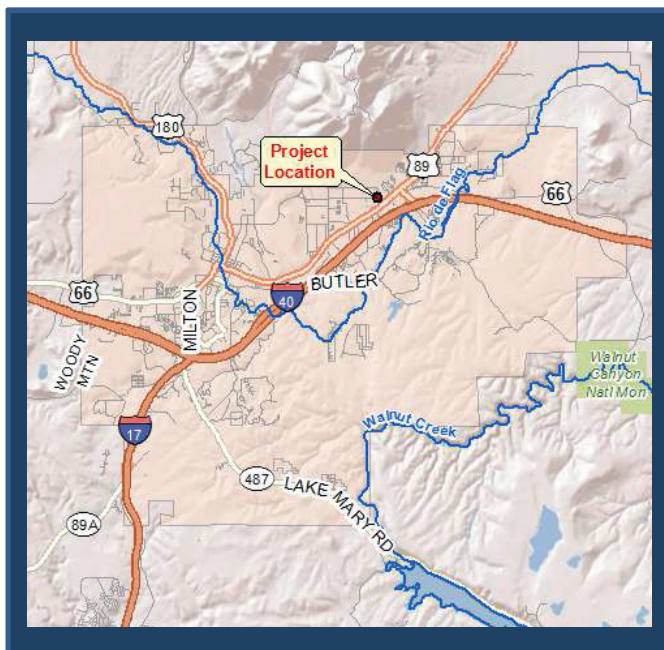 180
Project
Location
89
Rio de Flag
66
66
BUTLER
40
MILTON
WOODY
MTN
Walnut
Canyon
Natl Mon
Walnut Creek
17
487
LAKE MARY RD
89A